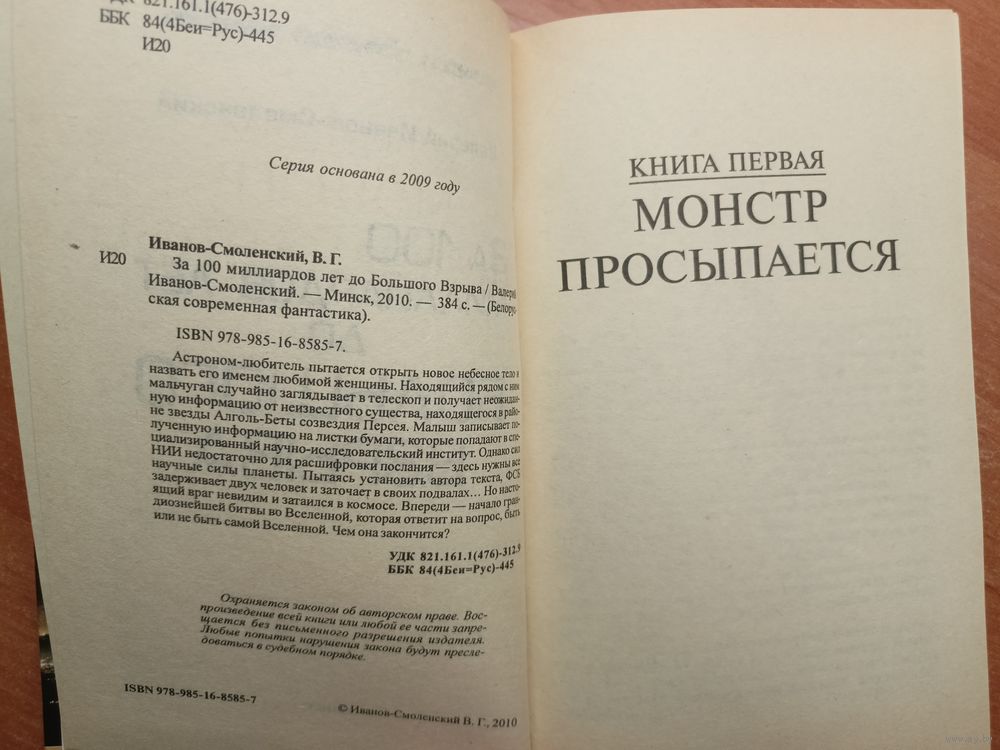 УДК 821.161.1(476)-312.9
ББК 84(4Беи=Рус)-445
И20
Серия основана в 2009 году
Иванов-Смоленский, В. Г.
И20 За 100 миллиардов лет до Большого Взрыва / Валерий
Иванов-Смоленский. — Минск, 2010. — 384 с. — (Белорус-
ская современная фантастика).
ISBN 978-985-16-8585-7.
Астроном-любитель пытается открыть новое небесное тело и
назвать его именем любимой женщины. Находящийся рядом с ним
мальчуган случайно заглядывает в телескоп и получает неожидан-
ную информацию от неизвестного существа, находящегося в райо-
не звезды Алголь-Беты созвездия Персея. Малыш записывает по-
лученную информацию на листки бумаги, которые попадают в спе-
циализированный научно-исследовательский институт. Однако сил
НИИ недостаточно для расшифровки послания — здесь нужны все
научные силы планеты. Пытаясь установить автора текста, ФСБ
задерживает двух человек и заточает в своих подвалах... Но насто-
ящий враг невидим и затаился в космосе. Впереди — начало гран-
диознейшей битвы во Вселенной, которая ответит на вопрос, быть
или не быть самой Вселенной. Чем она закончится?
УДК 821.161.1(476)-312.9
ББК 84(4Беи=Рус)-445
Охраняется законом об авторском праве. Вос-
произведение всей книги или любой ее части запре-
щается без письменного разрешения издателя.
Любые попытки нарушения закона будут пресле-
доваться в судебном порядке.
ISBN 978-985-16-8585-7
© Иванов-Смоленский В. Г., 2010
КНИГА ПЕРВАЯ
МОНСТР
ПРОСЫПАЕТСЯ